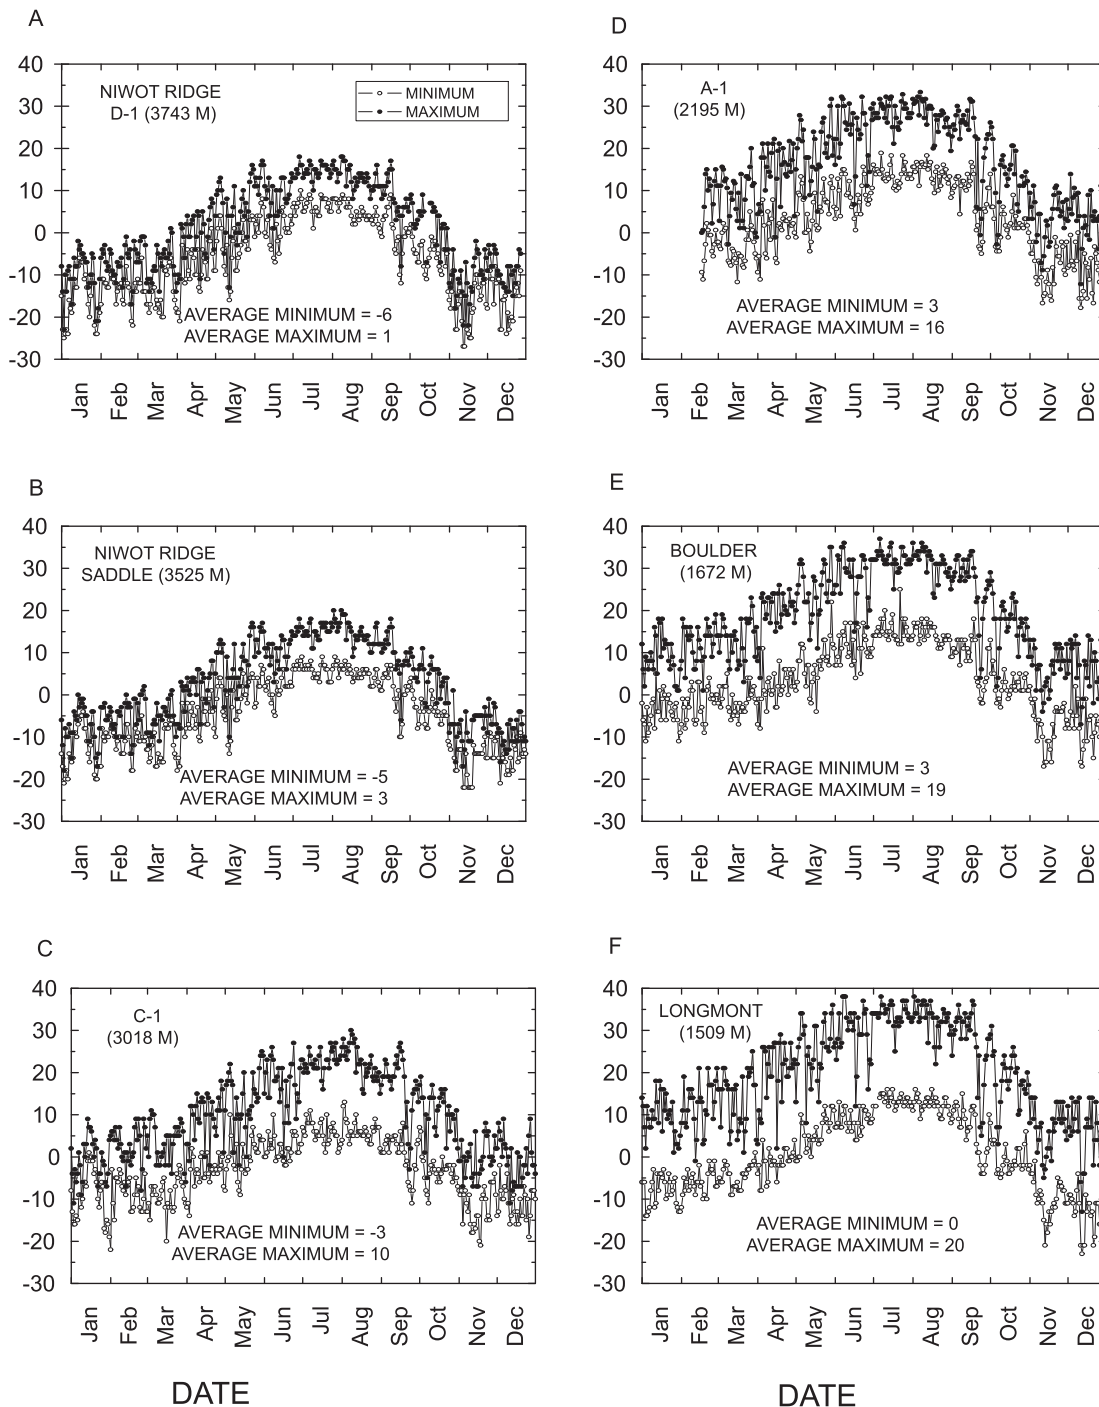 A
40
30
20
10
0
-10
-20
-30
NIWOT RIDGE
D-1 (3743 M)
MINIMUM
MAXIMUM
AVERAGE MINIMUM = -6
AVERAGE MAXIMUM = 1
Jan Feb Mar Apr May Jun Jul Aug Sep Oct Nov Dec
B
40
30
20
10
0
-10
-20
-30
NIWOT RIDGE
SADDLE (3525 M)
AVERAGE MINIMUM = -5
AVERAGE MAXIMUM = 3
Jan Feb Mar Apr May Jun Jul Aug Sep Oct Nov Dec
C
40
30
20
10
0
-10
-20
-30
C-1
(3018 M)
AVERAGE MINIMUM = -3
AVERAGE MAXIMUM = 10
Jan Feb Mar Apr May Jun Jul Aug Sep Oct Nov Dec
DATE
D
40
30
20
10
0
-10
-20
-30
A-1
(2195 M)
AVERAGE MINIMUM = 3
AVERAGE MAXIMUM = 16
Jan Feb Mar Apr May Jun Jul Aug Sep Oct Nov Dec
E
40
30
20
10
0
-10
-20
-30
BOULDER
(1672 M)
AVERAGE MINIMUM = 3
AVERAGE MAXIMUM = 19
Jan Feb Mar Apr May Jun Jul Aug Sep Oct Nov Dec
F
40
30
20
10
0
-10
-20
-30
LONGMONT
(1509 M)
AVERAGE MINIMUM = 0
AVERAGE MAXIMUM = 20
Jan Feb Mar Apr May Jun Jul Aug Sep Oct Nov Dec
DATE